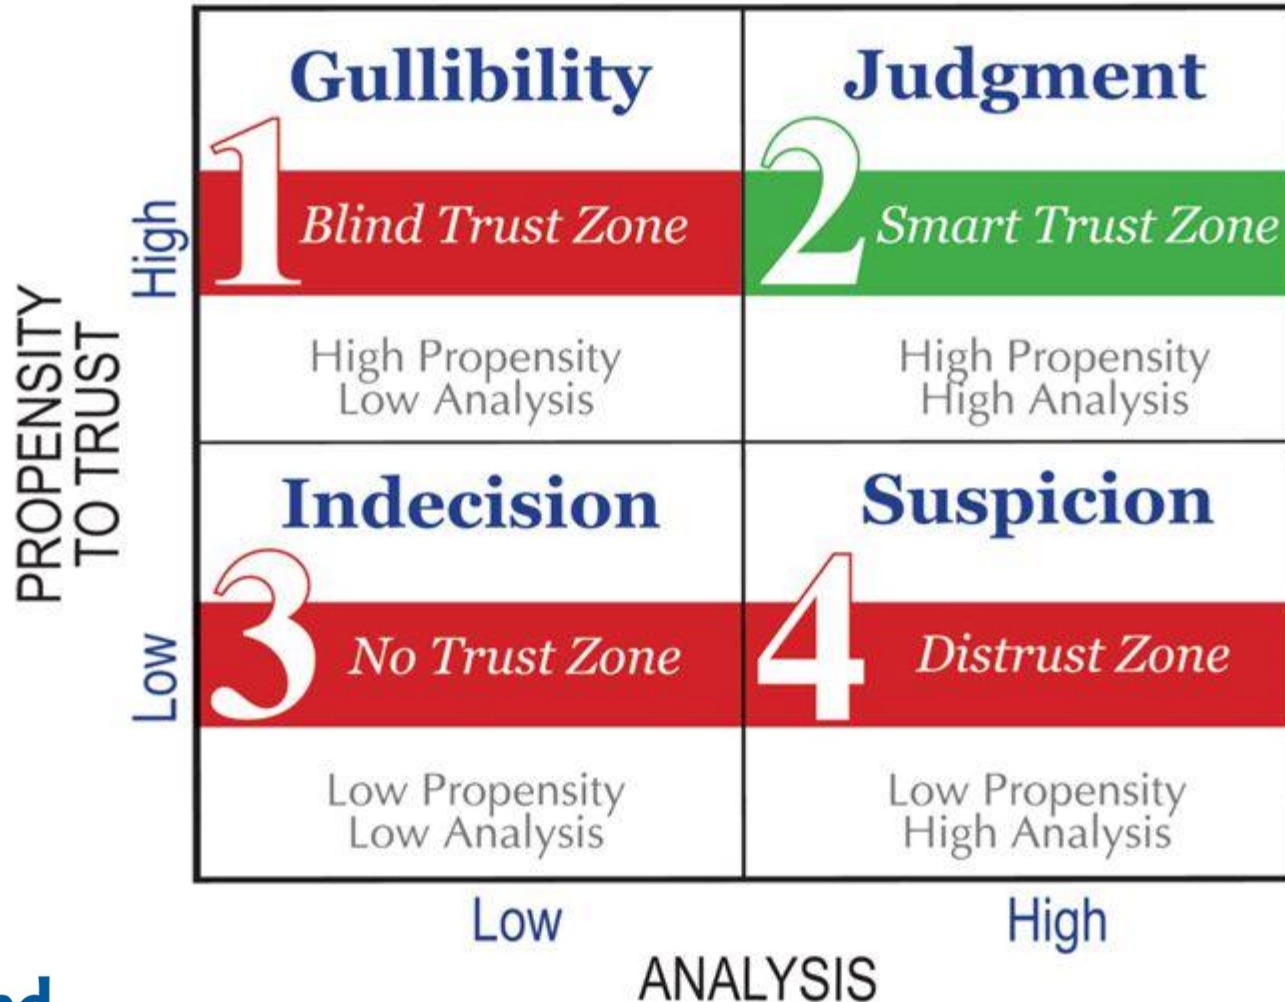 Gullibility
1
Blind Trust Zone
High Propensity
Low Analysis
Judgment
2
Smart Trust Zone
High Propensity
High Analysis
Indecision
3
No Trust Zone
Low Propensity
Low Analysis
Suspicion
4
Distrust Zone
Low Propensity
High Analysis
PROPENSITY
TO TRUST
High
Low
Low
High
ANALYSIS